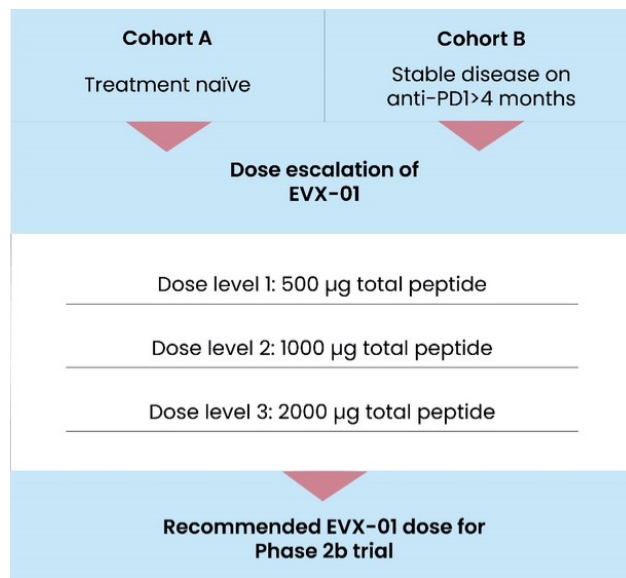 Cohort A
Treatment naïve
Cohort B
Stable disease on
anti-PD1>4 months
Dose escalation of
EVX-01
Dose level 1: 500 µg total peptide
Dose level 2: 1000 µg total peptide
Dose level 3: 2000 µg total peptide
Recommended EVX-01 dose for
Phase 2b trial